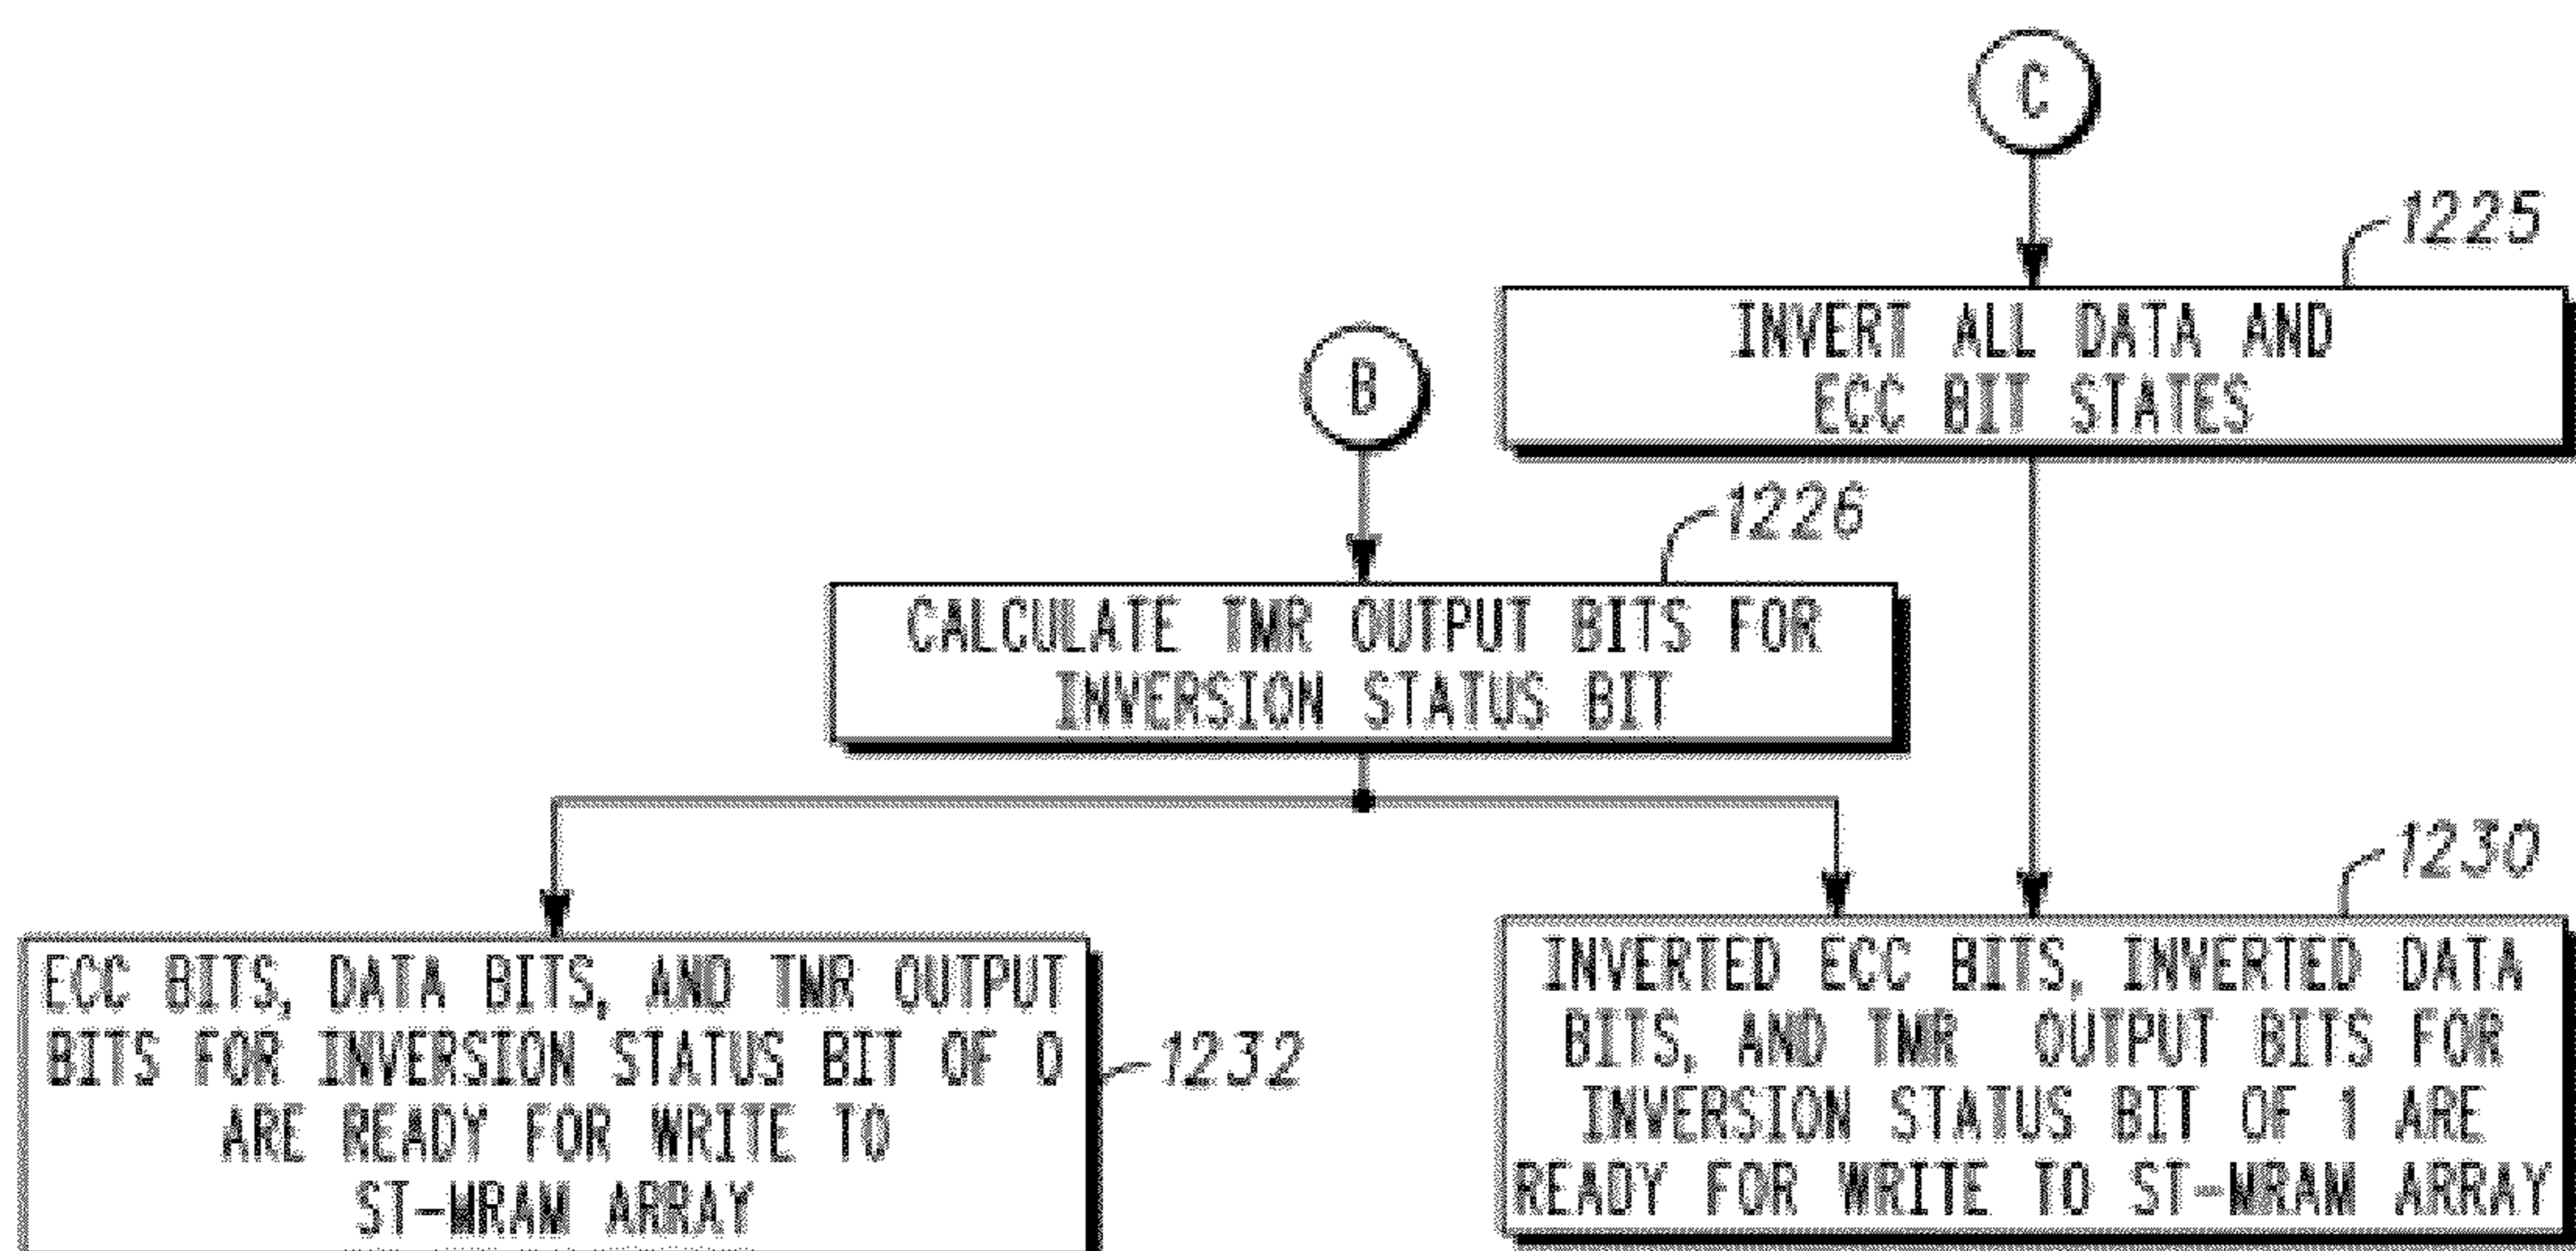 C
1225
INVERT ALL DATA AND
ECC BIT STATES
B
1226
CALCULATE TMR OUTPUT BITS FOR
INVERSION STATUS BIT
1230
ECC BITS, DATA BITS, AND TMR OUTPUT
BITS FOR INVERSION STATUS BIT OF 0
ARE READY FOR WRITE TO
ST-MRAM ARRAY
1232
INVERTED ECC BITS, INVERTED DATA
BITS, AND TMR OUTPUT BITS FOR
INVERSION STATUS BIT OF 1 ARE
READY FOR WRITE TO ST-MRAM ARRAY